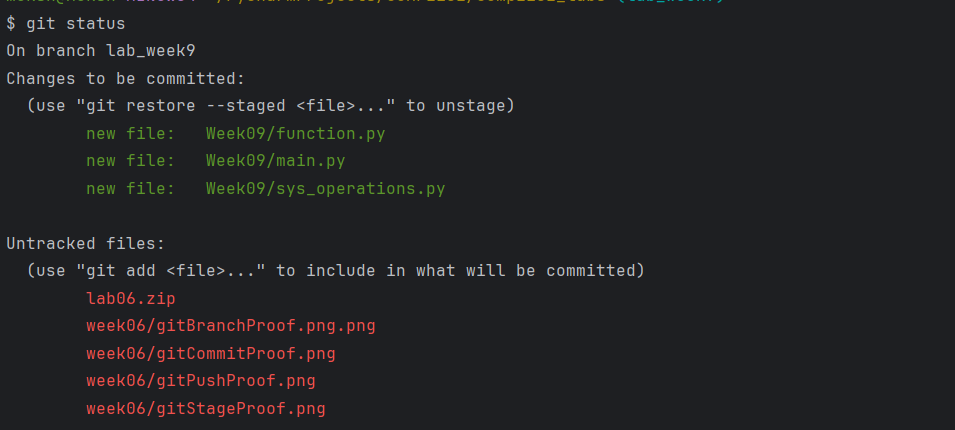 $ git status
On branch lab_week9
Changes to be committed:
  (use "git restore --staged <file>..." to unstage)
        new file:   Week09/function.py
        new file:   Week09/main.py
        new file:   Week09/sys_operations.py

Untracked files:
  (use "git add <file>..." to include in what will be committed)
        lab06.zip
        week06/gitBranchProof.png.png
        week06/gitCommitProof.png
        week06/gitPushProof.png
        week06/gitStageProof.png